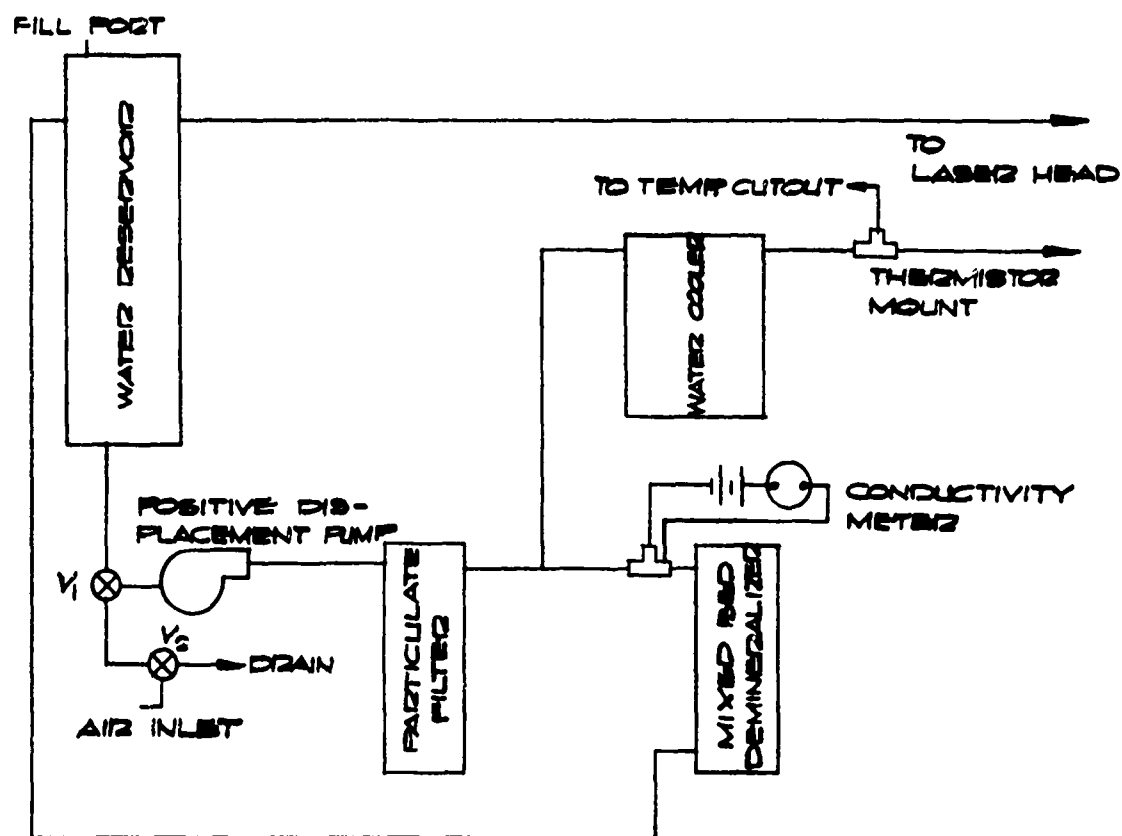 FILL PORT
WATER RESERVOIR
TO
LASER HEAD
TO TEMP CUTOUT
WATER COOLER
THERMISTOR
MOUNT
POSITIVE DIS-
PLACEMENT PUMP
CONDUCTIVITY
METER
V1
PARTICULATE
FILTER
MIXED BED
DEMINERALIZER
DRAIN
AIR INLET